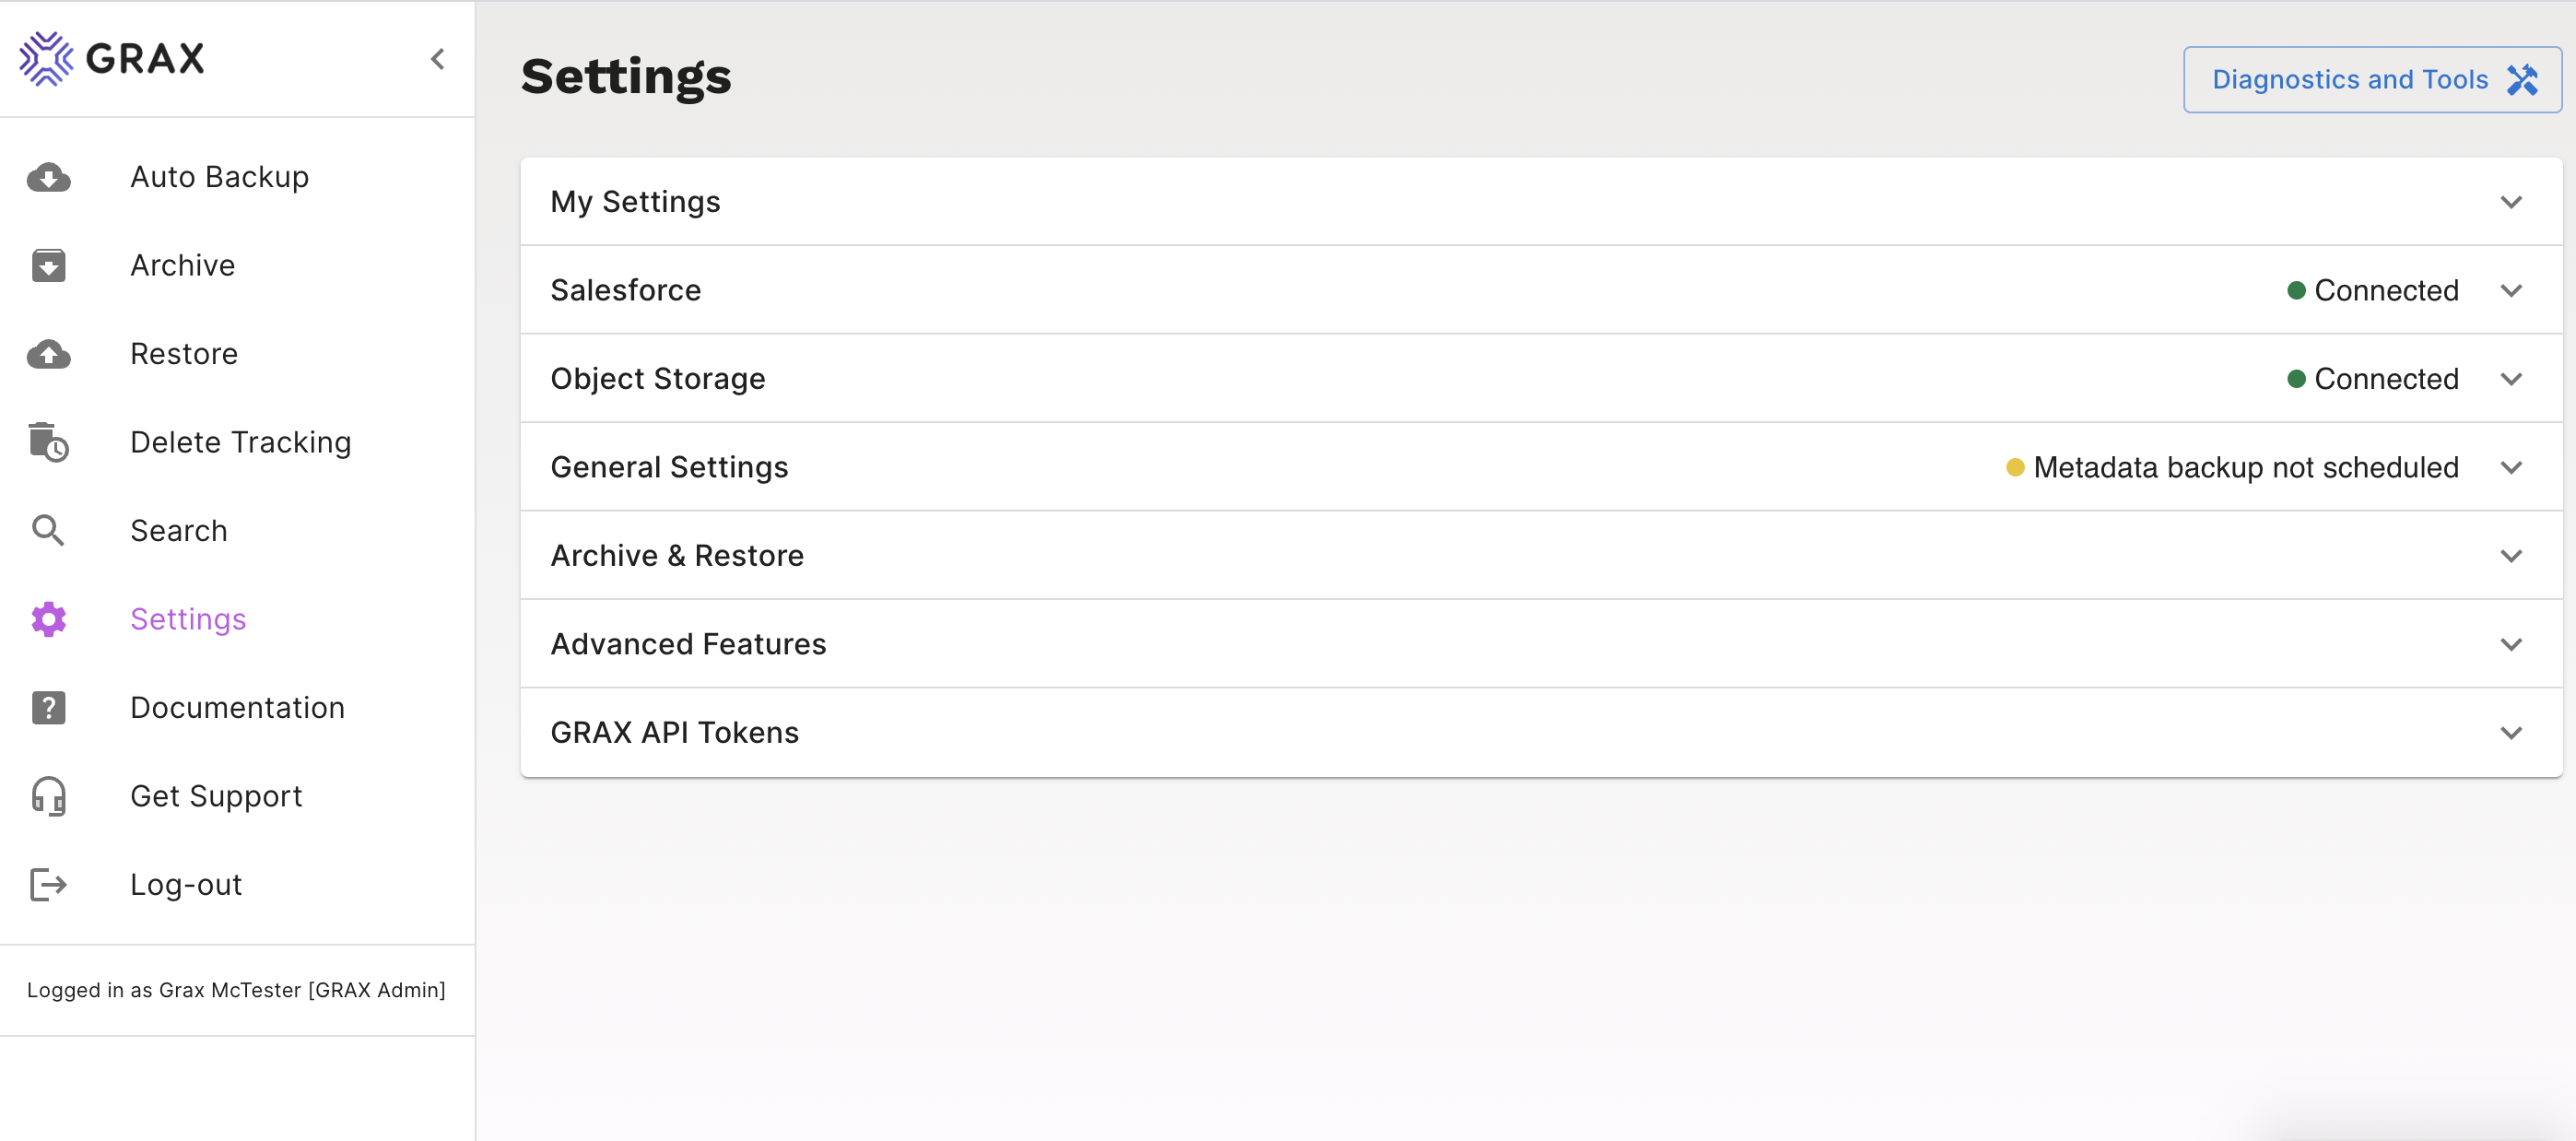 GRAX
Auto Backup
Archive
Restore
Delete Tracking
Search
Settings
Documentation
Get Support
Log-out
Logged in as Grax McTester [GRAX Admin]
Settings
Diagnostics and Tools
My Settings
Salesforce
Connected
Object Storage
Connected
General Settings
Metadata backup not scheduled
Archive & Restore
Advanced Features
GRAX API Tokens